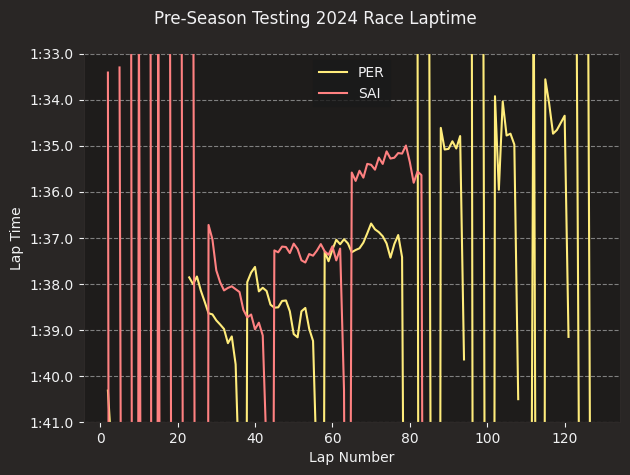 Pre-Season Testing 2024 Race Laptime
PER
SAI
1:33.0
1:34.0
1:35.0
1:36.0
1:37.0
1:38.0
1:39.0
1:40.0
1:41.0
Lap Time
0 20 40 60 80 100 120
Lap Number